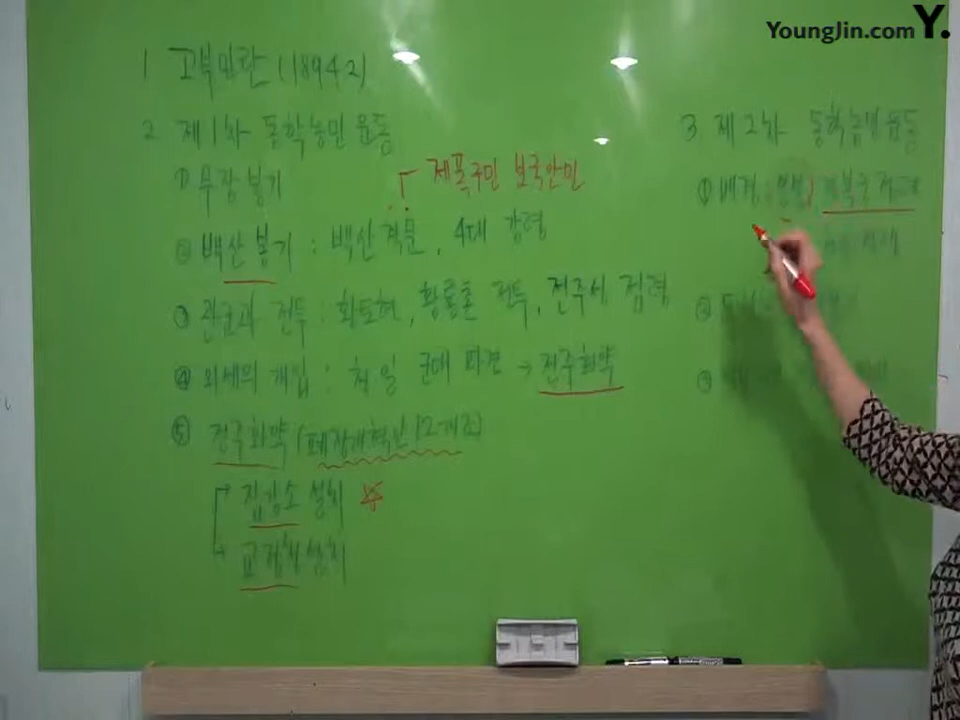 YoungJin.com Y.
1 고부민란 (1894.2)
2. 제1차 동학농민운동
① 무장봉기
제폭구민 보국안민
② 백산 봉기 : 백산격문, 4대 강령
③ 관군과 전투 : 황토현, 황룡촌 전투, 전주성 점령
④ 외세의 개입 : 청일 군대 파견 → 전주화약
⑤ 전주화약 (폐정개혁안 12개조)
→ 집강소 설치
→ 교정청 설치
3 제2차 동학농민운동
① 배경 : 경복궁 점령
②
③